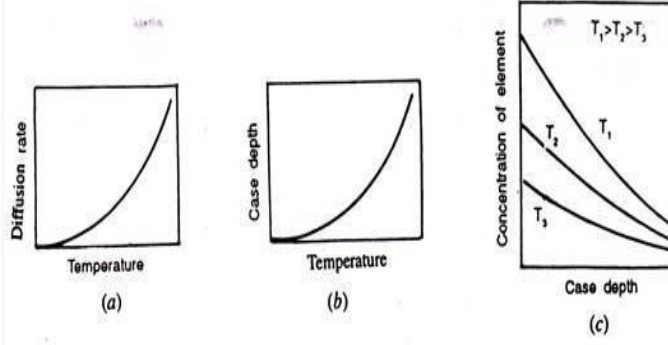 Diffusion rate
Temperature
(a)
Case depth
Temperature
(b)
Concentration of element
T₁>T₂>T₃
T₁
T₂
T₃
Case depth
(c)